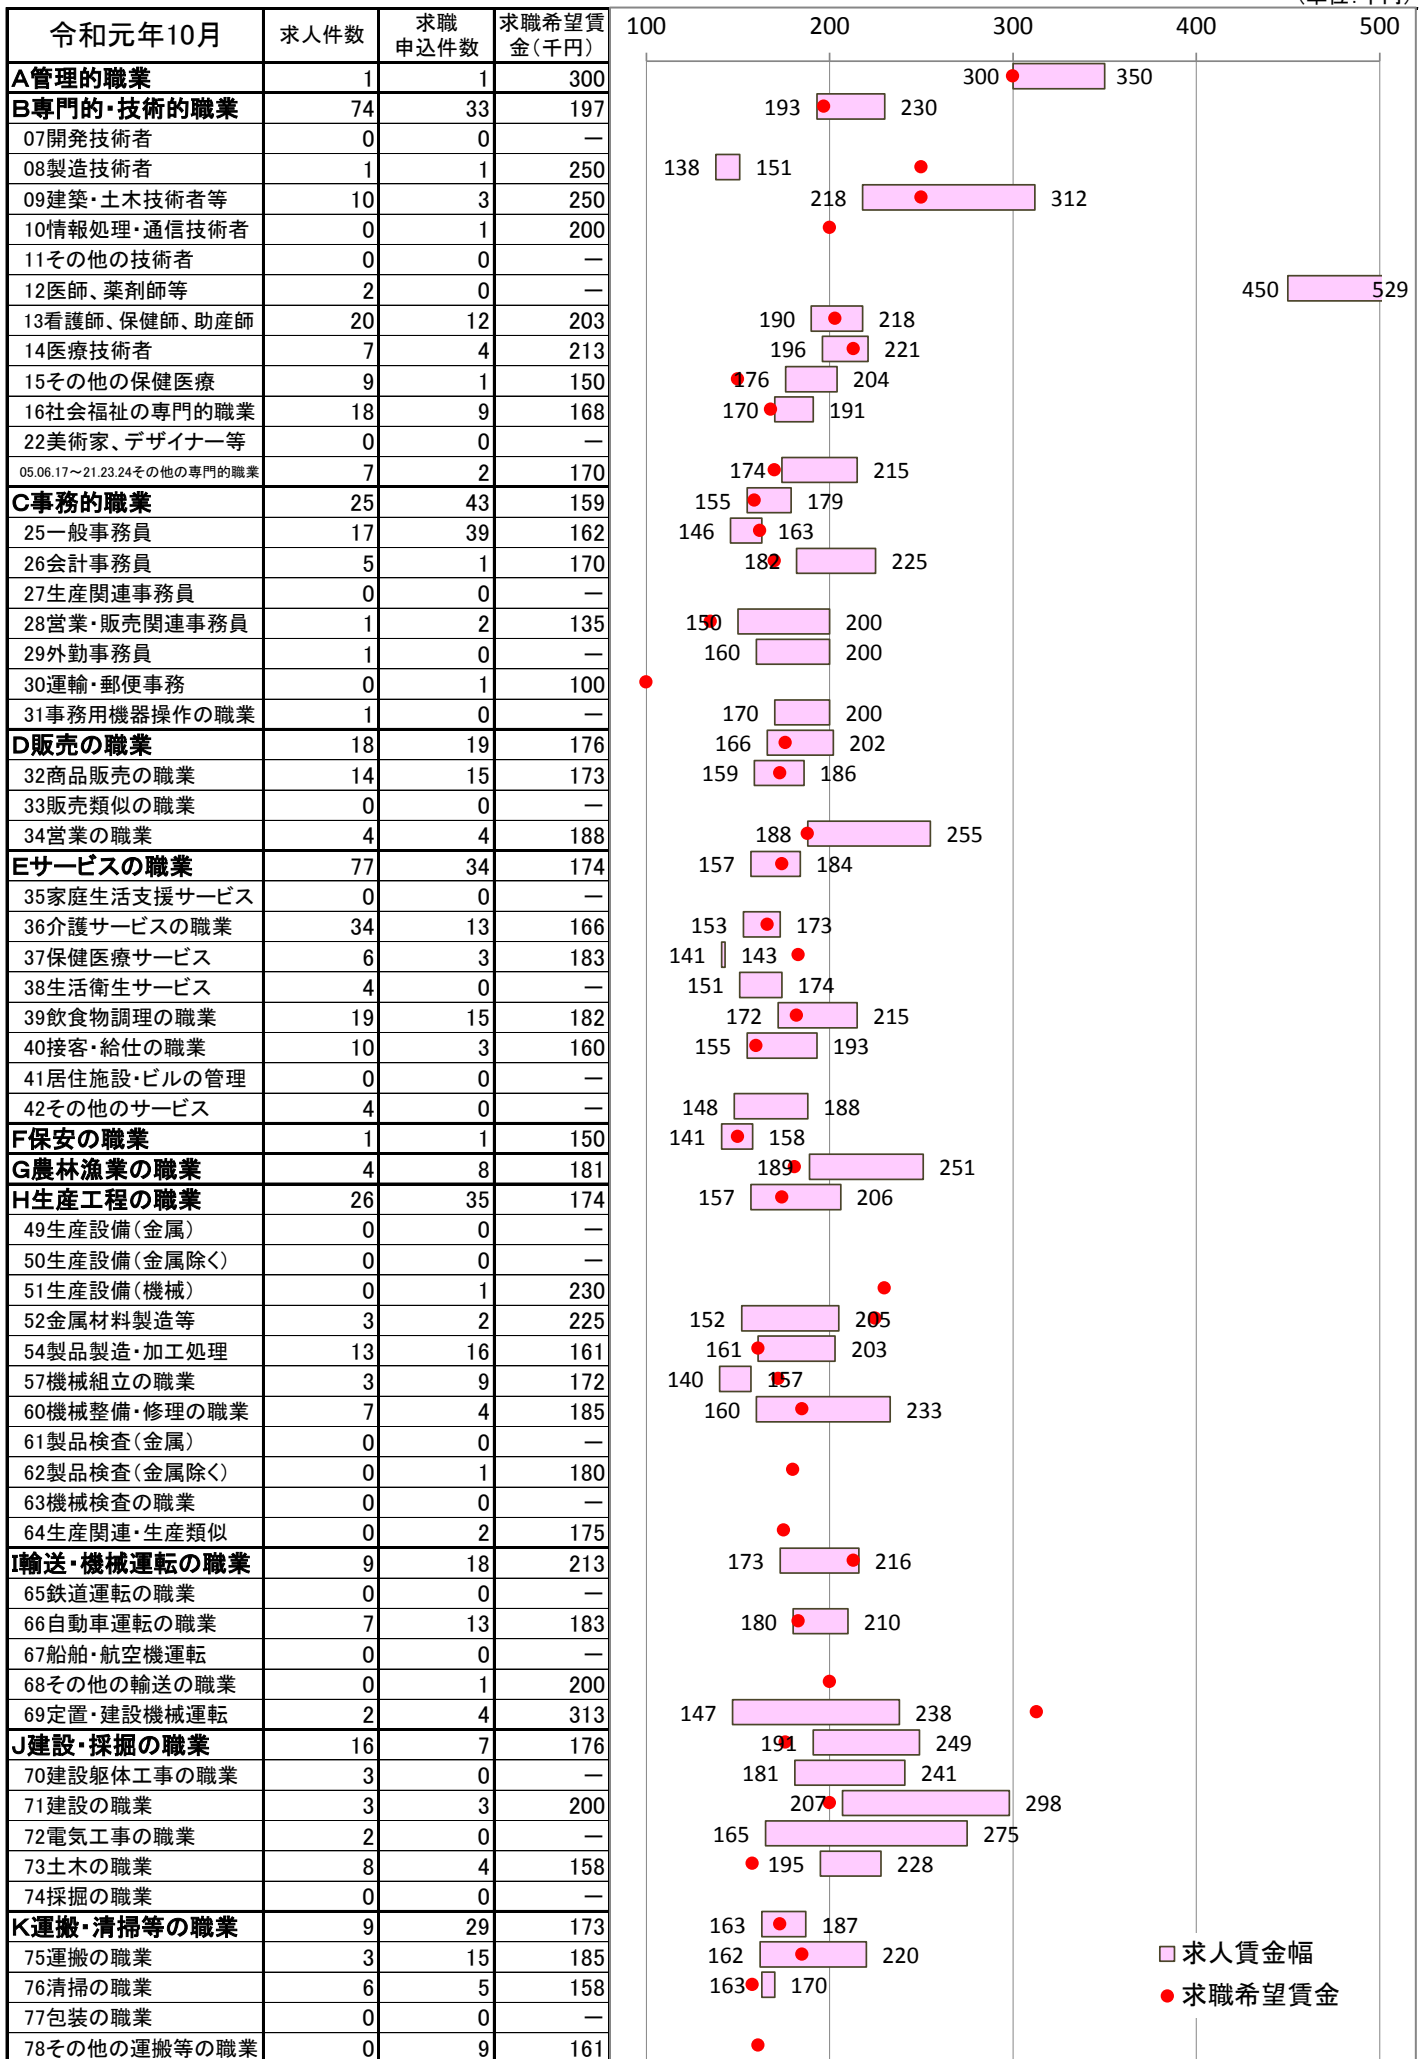 (単位:千円)
令和元年10月 求人件数 求職申込件数 求職希望賃金(千円) 100 200 300 400 500
A管理的職業 1 1 300 300 350
B専門的・技術的職業 74 33 197 193 230
07開発技術者 0 0 —
08製造技術者 1 1 250 138 151
09建築・土木技術者等 10 3 250 218 312
10情報処理・通信技術者 0 1 200
11その他の技術者 0 0 —
12医師、薬剤師等 2 0 — 450 529
13看護師、保健師、助産師 20 12 203 190 218
14医療技術者 7 4 213 196 221
15その他の保健医療 9 1 150 176 204
16社会福祉の専門的職業 18 9 168 170 191
22美術家、デザイナー等 0 0 —
05.06.17~21.23.24その他の専門的職業 7 2 170 174 215
C事務的職業 25 43 159 155 179
25一般事務員 17 39 162 146 163
26会計事務員 5 1 170 182 225
27生産関連事務員 0 0 —
28営業・販売関連事務員 1 2 135 150 200
29外勤事務員 1 0 — 160 200
30運輸・郵便事務 0 1 100
31事務用機器操作の職業 1 0 — 170 200
D販売の職業 18 19 176 166 202
32商品販売の職業 14 15 173 159 186
33販売類似の職業 0 0 —
34営業の職業 4 4 188 188 255
Eサービスの職業 77 34 174 157 184
35家庭生活支援サービス 0 0 —
36介護サービスの職業 34 13 166 153 173
37保健医療サービス 6 3 183 141 143
38生活衛生サービス 4 0 — 151 174
39飲食物調理の職業 19 15 182 172 215
40接客・給仕の職業 10 3 160 155 193
41居住施設・ビルの管理 0 0 —
42その他のサービス 4 0 — 148 188
F保安の職業 1 1 150 141 158
G農林漁業の職業 4 8 181 189 251
H生産工程の職業 26 35 174 157 206
49生産設備(金属) 0 0 —
50生産設備(金属除く) 0 0 —
51生産設備(機械) 0 1 230
52金属材料製造等 3 2 225 152 205
54製品製造・加工処理 13 16 161 161 203
57機械組立の職業 3 9 172 140 157
60機械整備・修理の職業 7 4 185 160 233
61製品検査(金属) 0 0 —
62製品検査(金属除く) 0 1 180
63機械検査の職業 0 0 —
64生産関連・生産類似 0 2 175
I輸送・機械運転の職業 9 18 213 173 216
65鉄道運転の職業 0 0 —
66自動車運転の職業 7 13 183 180 210
67船舶・航空機運転 0 0 —
68その他の輸送の職業 0 1 200
69定置・建設機械運転 2 4 313 147 238
J建設・採掘の職業 16 7 176 191 249
70建設躯体工事の職業 3 0 — 181 241
71建設の職業 3 3 200 207 298
72電気工事の職業 2 0 — 165 275
73土木の職業 8 4 158 195 228
74採掘の職業 0 0 —
K運搬・清掃等の職業 9 29 173 163 187
75運搬の職業 3 15 185 162 220 求人賃金幅
76清掃の職業 6 5 158 163 170 求職希望賃金
77包装の職業 0 0 —
78その他の運搬等の職業 0 9 161